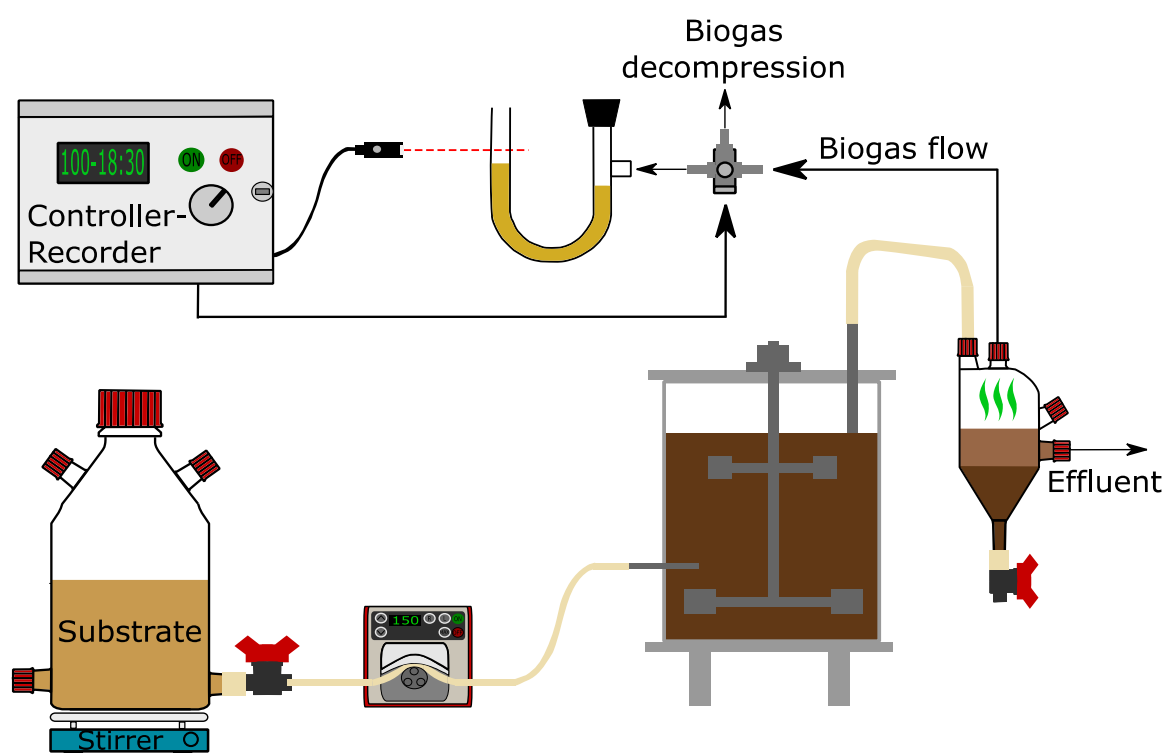 Biogas
decompression
100-18:30
ON
OFF
Biogas flow
Controller-
Recorder
Effluent
150
Substrate
Stirrer